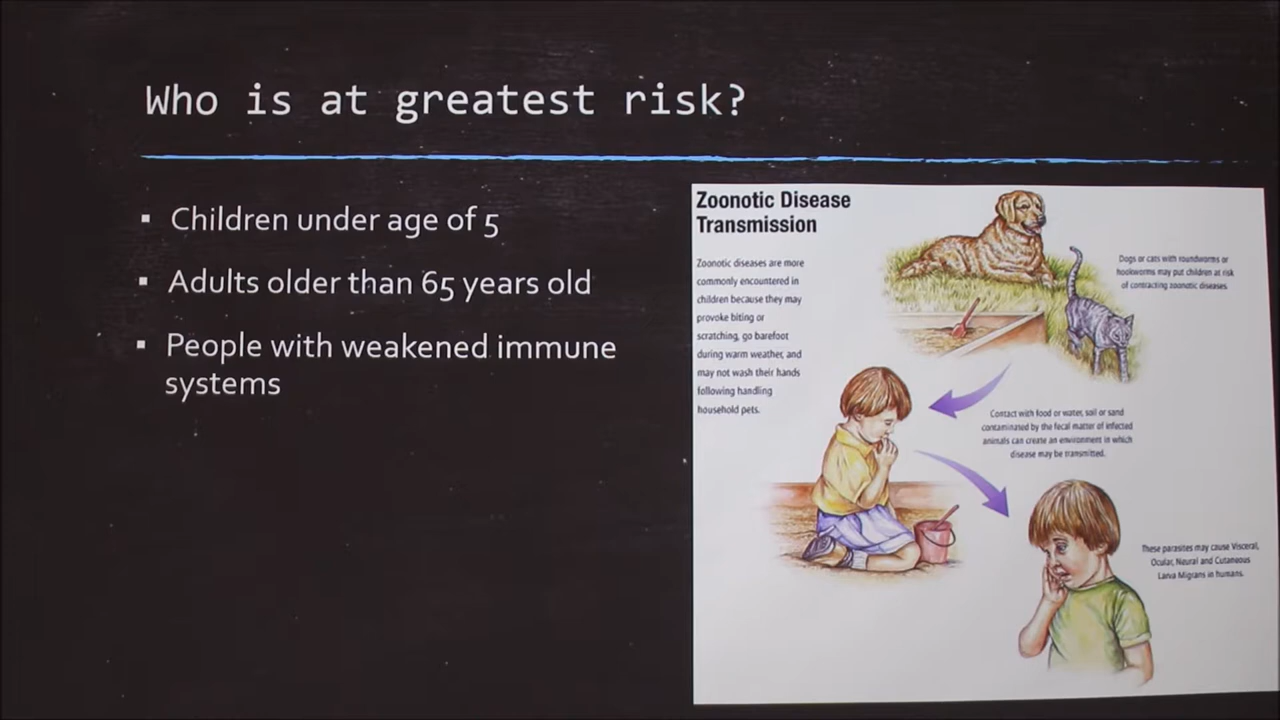 Who is at greatest risk?
▪ Children under age of 5
▪ Adults older than 65 years old
▪ People with weakened immune
systems
Zoonotic Disease
Transmission
Zoonotic diseases are more
commonly encountered in
children because they may
provoke biting or
scratching, go barefoot
during warm weather, and
may not wash their hands
following handling
household pets.
Dogs or cats with roundworms or
hookworms may put children at risk
of contracting zoonotic diseases.
Contact with food or water, soil or sand
contaminated by the fecal matter of infected
animals can create an environment in which
disease may be transmitted.
These parasites may cause Visceral,
Ocular, Neural and Cutaneous
Larva Migrans in humans.